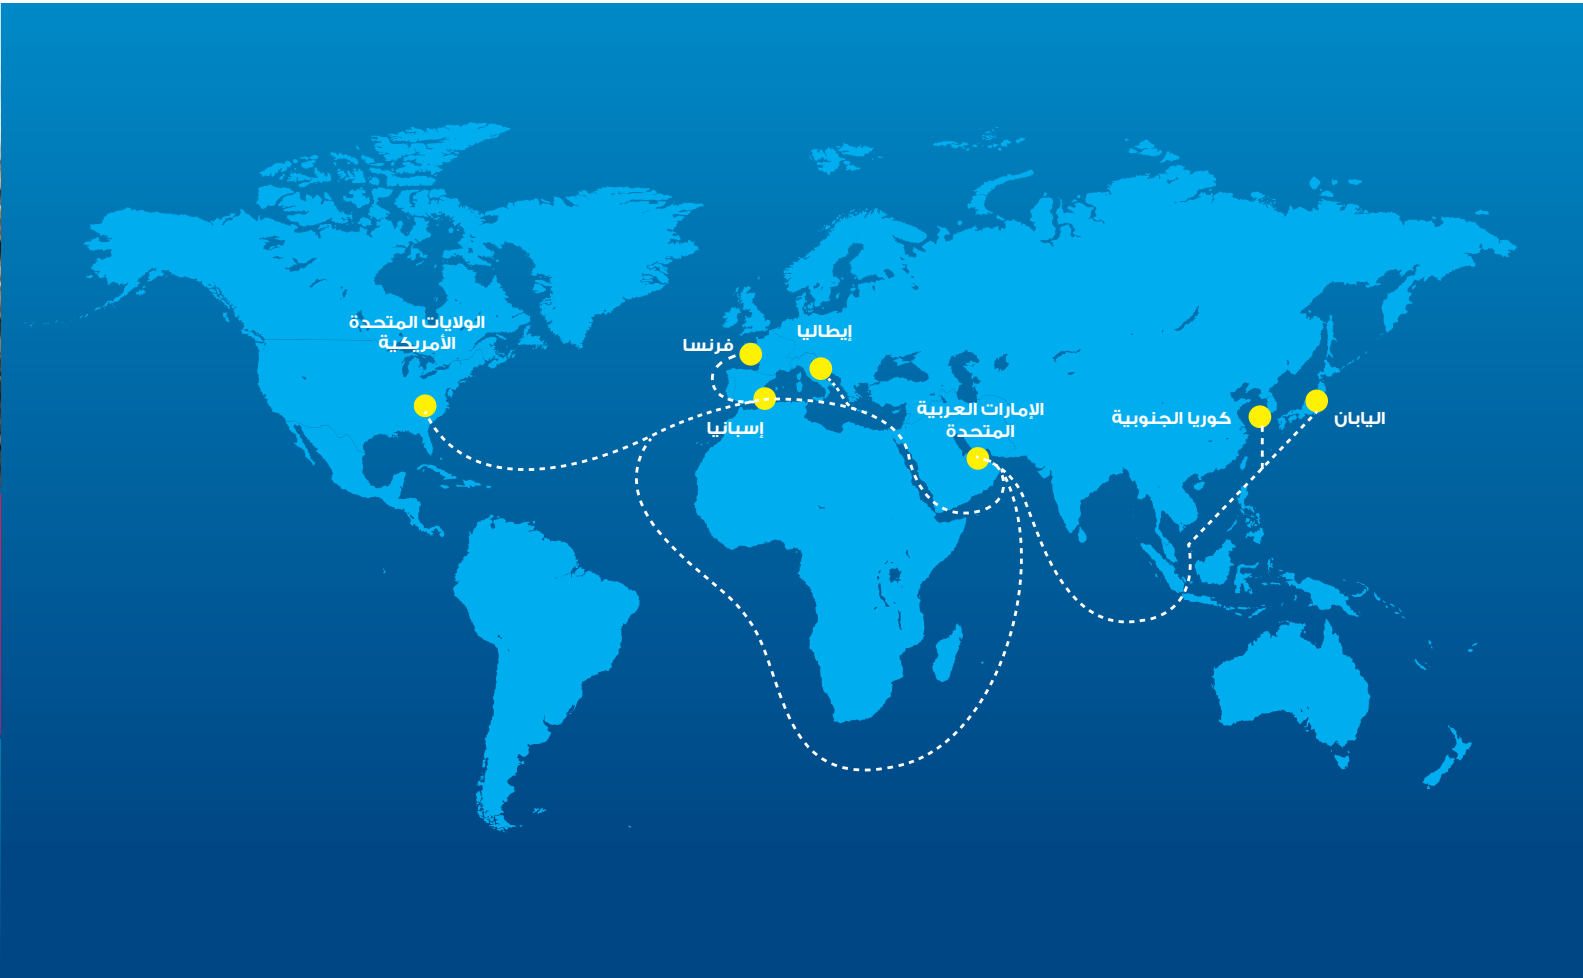 الولايات المتحدة
الأمريكية
فرنسا
إيطاليا
إسبانيا
الإمارات العربية
المتحدة
كوريا الجنوبية
اليابان